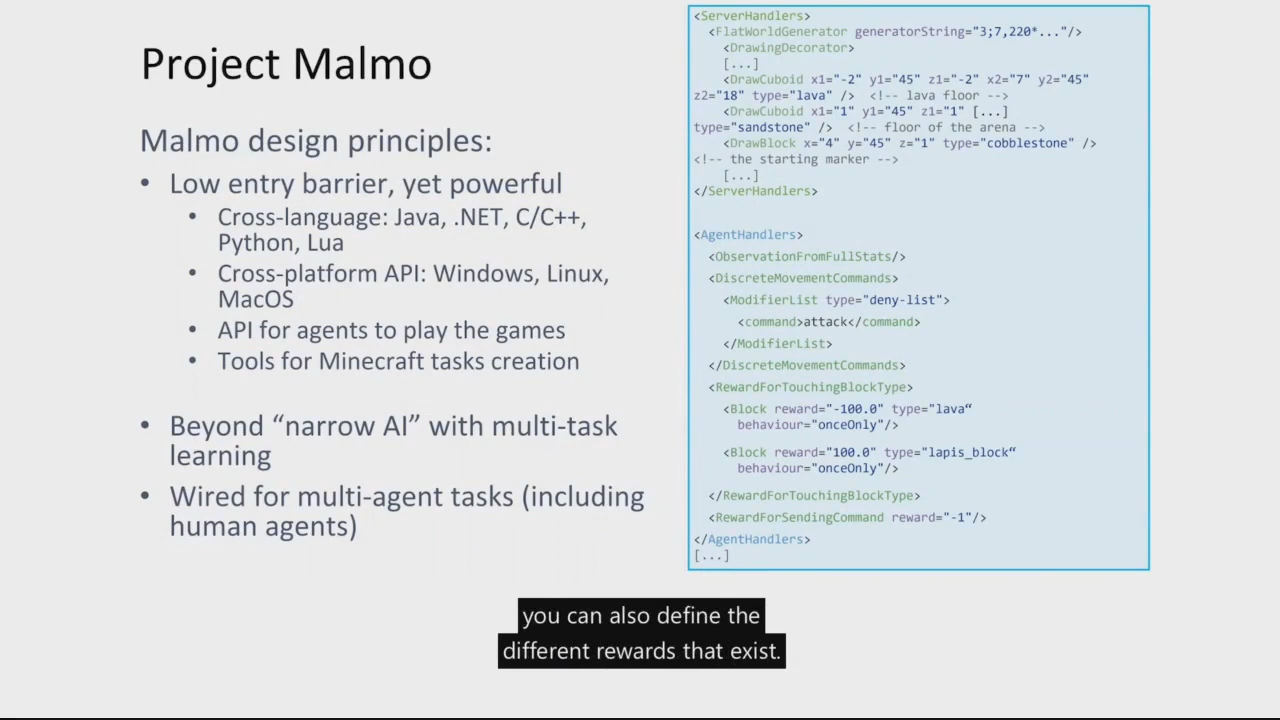 Project Malmo
Malmo design principles:
• Low entry barrier, yet powerful
• Cross-language: Java, .NET, C/C++,
Python, Lua
• Cross-platform API: Windows, Linux,
MacOS
• API for agents to play the games
• Tools for Minecraft tasks creation
• Beyond “narrow AI” with multi-task
learning
• Wired for multi-agent tasks (including
human agents)
<ServerHandlers>
<FlatWorldGenerator generatorString="3;7,220*..."/>
<DrawingDecorator>
[...]
<DrawCuboid x1="-2" y1="45" z1="-2" x2="7" y2="45"
z2="18" type="lava" /> <!-- lava floor -->
<DrawCuboid x1="1" y1="45" z1="1" [...]
type="sandstone" /> <!-- floor of the arena -->
<DrawBlock x="4" y="45" z="1" type="cobblestone" />
<!-- the starting marker -->
[...]
</ServerHandlers>
<AgentHandlers>
<ObservationFromFullStats/>
<DiscreteMovementCommands>
<ModifierList type="deny-list">
<command>attack</command>
</ModifierList>
</DiscreteMovementCommands>
<RewardForTouchingBlockType>
<Block reward="-100.0" type="lava“
behaviour="onceOnly"/>
<Block reward="100.0" type="lapis_block“
behaviour="onceOnly"/>
</RewardForTouchingBlockType>
<RewardForSendingCommand reward="-1"/>
</AgentHandlers>
[...]
you can also define the
different rewards that exist.